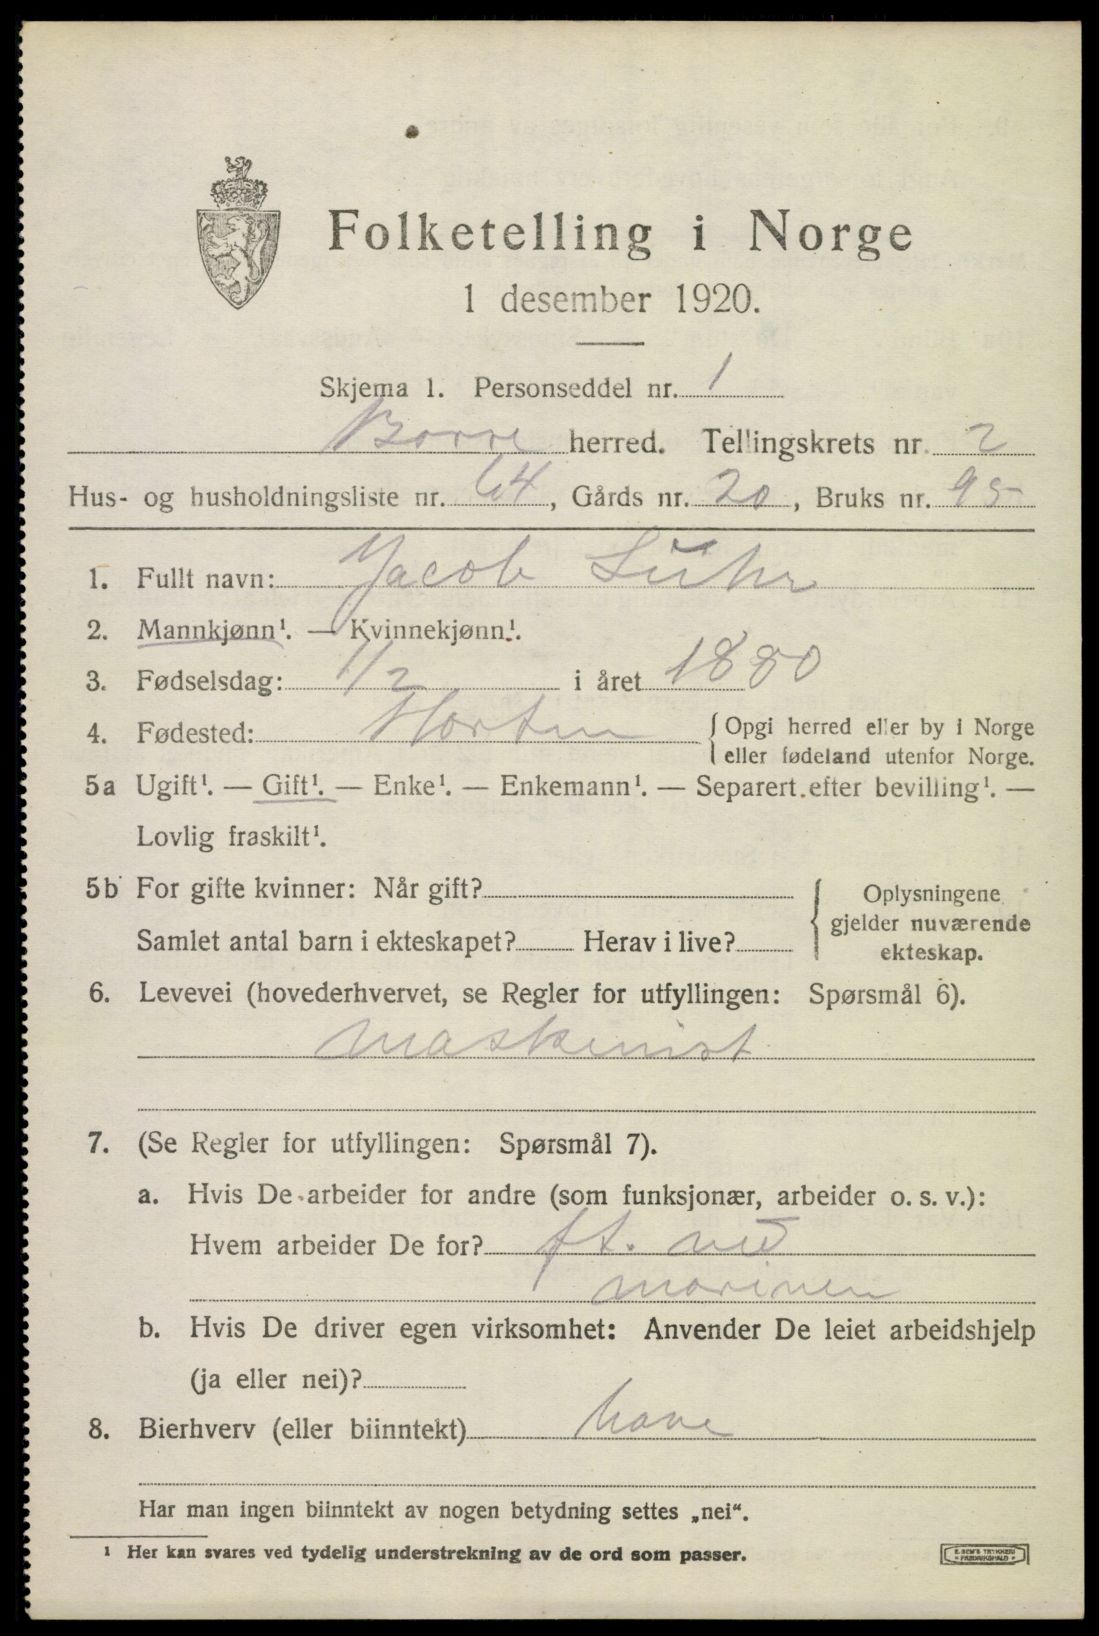 Folketelling i Norge
1 desember 1920.
Skjema 1. Personseddel nr. 1
Borre herred. Tellingskrets nr. 2
Hus- og husholdningsliste nr. 64, Gårds nr. 20, Bruks nr. 95
1. Fullt navn: Jacob Lühr
2. Mannkjønn¹. — Kvinnekjønn¹.
3. Fødselsdag: 1/2 i året 1880
4. Fødested: Horten { Opgi herred eller by i Norge
eller fødeland utenfor Norge.
5a Ugift¹. — Gift¹. — Enke¹. — Enkemann¹. — Separert efter bevilling¹. —
Lovlig fraskilt¹.
5b For gifte kvinner: Når gift?
Samlet antal barn i ekteskapet? Herav i live?
{ Oplysningene
gjelder nuværende
ekteskap.
6. Levevei (hovederhvervet, se Regler for utfyllingen: Spørsmål 6).
maskinist
7. (Se Regler for utfyllingen: Spørsmål 7).
a. Hvis De arbeider for andre (som funksjonær, arbeider o. s. v.):
Hvem arbeider De for? ft. ved
marinen
b. Hvis De driver egen virksomhet: Anvender De leiet arbeidshjelp
(ja eller nei)?
8. Bierhverv (eller biinntekt) have
Har man ingen biinntekt av nogen betydning settes „nei“.
¹ Her kan svares ved tydelig understrekning av de ord som passer.